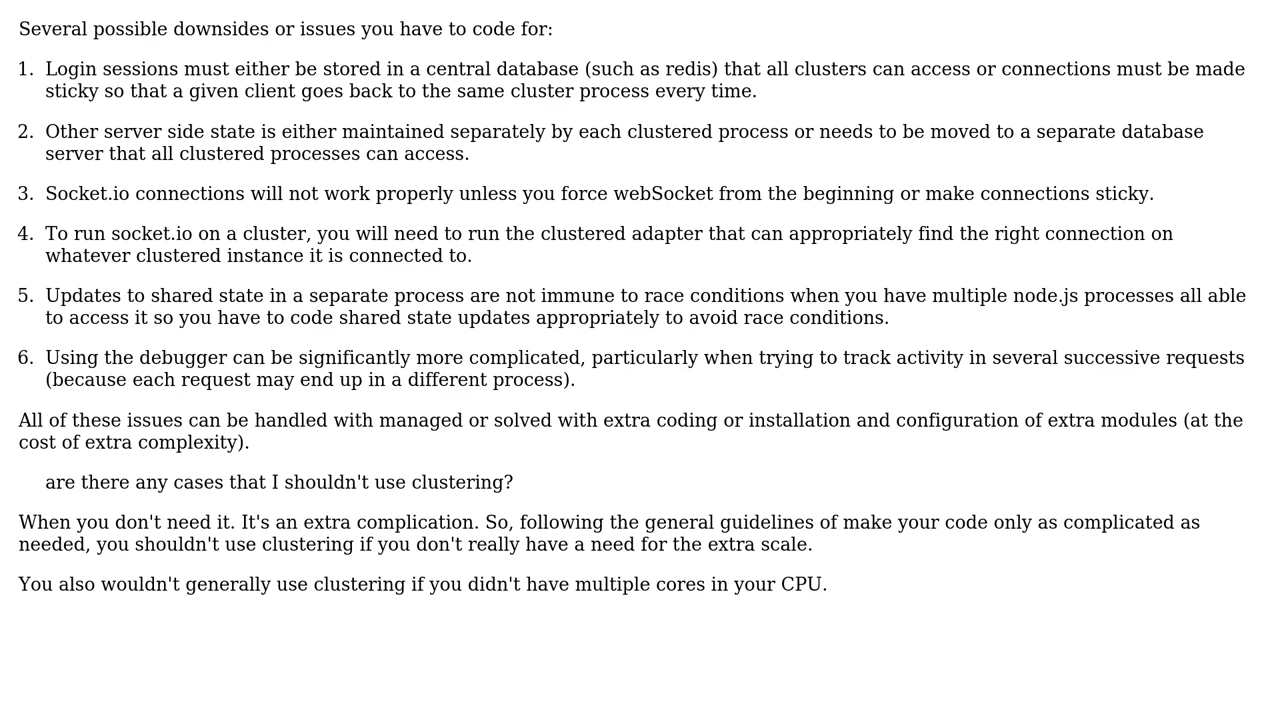 Several possible downsides or issues you have to code for:
1. Login sessions must either be stored in a central database (such as redis) that all clusters can access or connections must be made
sticky so that a given client goes back to the same cluster process every time.
2. Other server side state is either maintained separately by each clustered process or needs to be moved to a separate database
server that all clustered processes can access.
3. Socket.io connections will not work properly unless you force webSocket from the beginning or make connections sticky.
4. To run socket.io on a cluster, you will need to run the clustered adapter that can appropriately find the right connection on
whatever clustered instance it is connected to.
5. Updates to shared state in a separate process are not immune to race conditions when you have multiple node.js processes all able
to access it so you have to code shared state updates appropriately to avoid race conditions.
6. Using the debugger can be significantly more complicated, particularly when trying to track activity in several successive requests
(because each request may end up in a different process).
All of these issues can be handled with managed or solved with extra coding or installation and configuration of extra modules (at the
cost of extra complexity).
are there any cases that I shouldn't use clustering?
When you don't need it. It's an extra complication. So, following the general guidelines of make your code only as complicated as
needed, you shouldn't use clustering if you don't really have a need for the extra scale.
You also wouldn't generally use clustering if you didn't have multiple cores in your CPU.